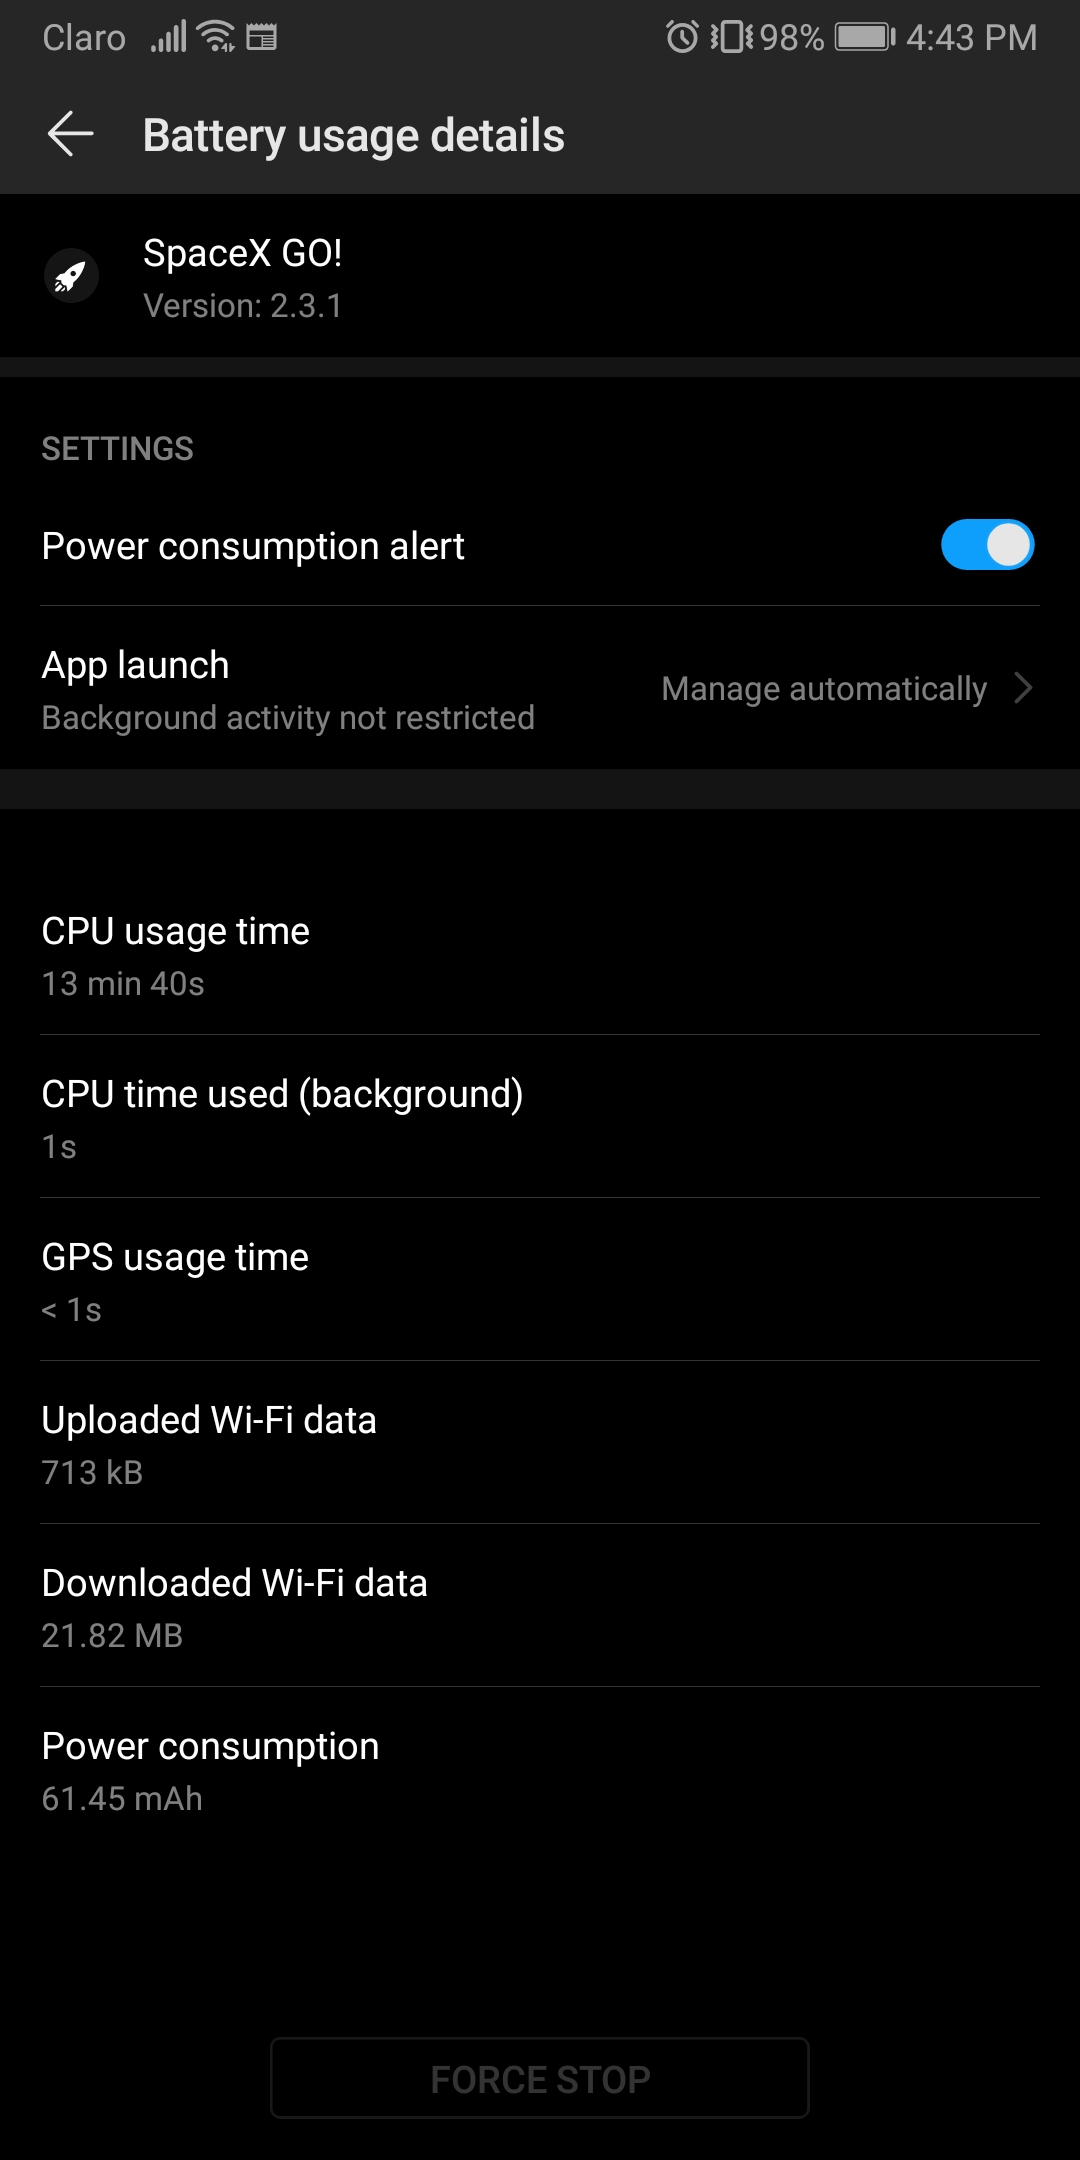 Claro 98% 4:43 PM
Battery usage details
SpaceX GO!
Version: 2.3.1
SETTINGS
Power consumption alert
App launch
Background activity not restricted
Manage automatically
CPU usage time
13 min 40s
CPU time used (background)
1s
GPS usage time
< 1s
Uploaded Wi-Fi data
713 kB
Downloaded Wi-Fi data
21.82 MB
Power consumption
61.45 mAh
FORCE STOP